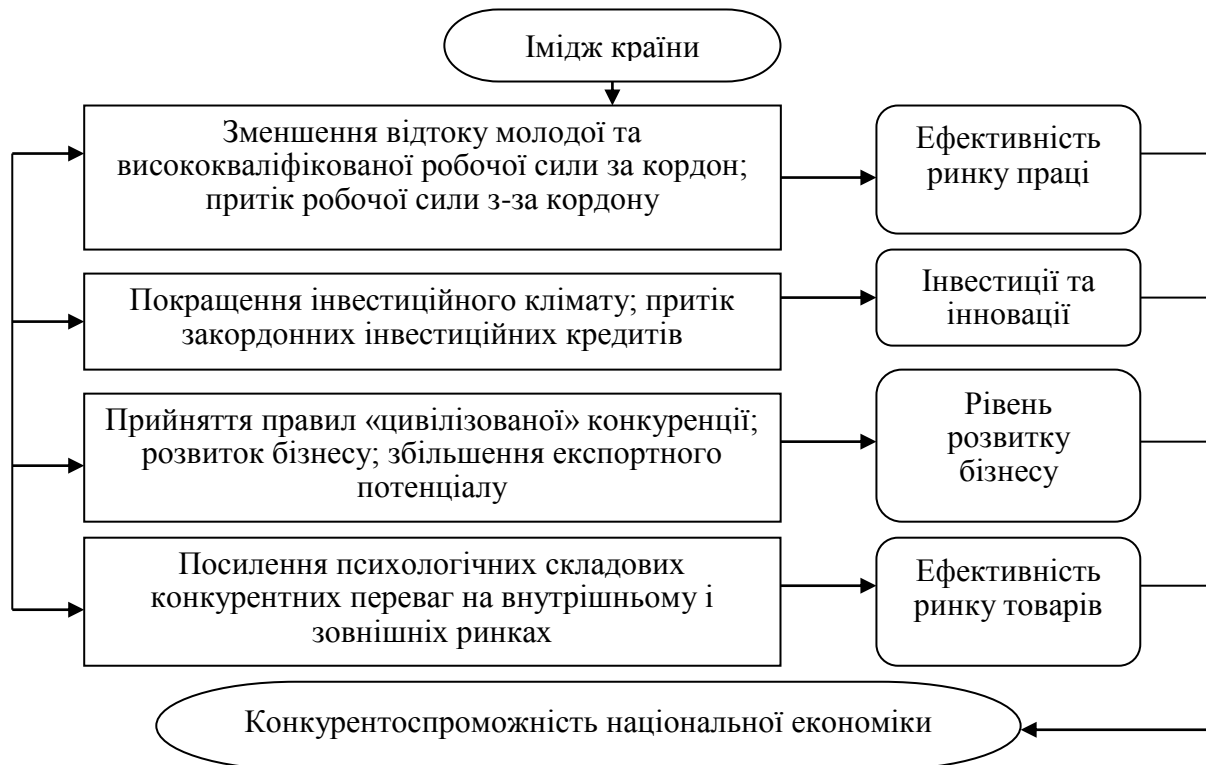 Імідж країни
Зменшення відтоку молодої та
висококваліфікованої робочої сили за кордон;
притік робочої сили з-за кордону
Ефективність
ринку праці
Покращення інвестиційного клімату; притік
закордонних інвестиційних кредитів
Інвестиції та
інновації
Прийняття правил «цивілізованої» конкуренції;
розвиток бізнесу; збільшення експортного
потенціалу
Рівень
розвитку
бізнесу
Посилення психологічних складових
конкурентних переваг на внутрішньому і
зовнішніх ринках
Ефективність
ринку товарів
Конкурентоспроможність національної економіки